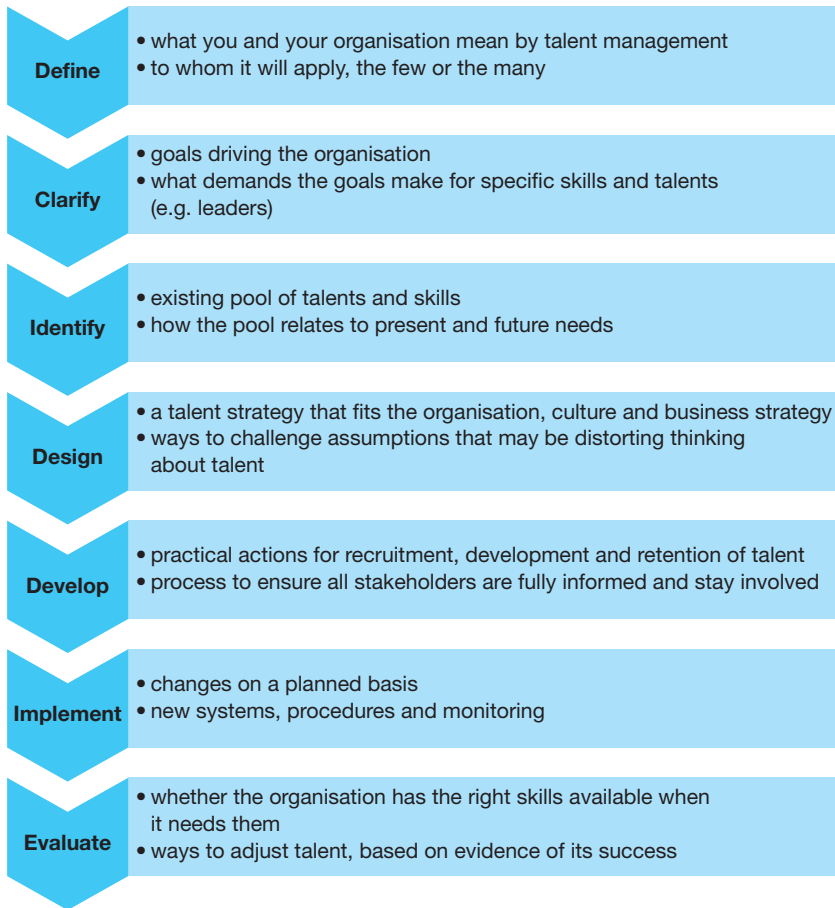 Define
• what you and your organisation mean by talent management
• to whom it will apply, the few or the many
Clarify
• goals driving the organisation
• what demands the goals make for specific skills and talents
(e.g. leaders)
Identify
• existing pool of talents and skills
• how the pool relates to present and future needs
Design
• a talent strategy that fits the organisation, culture and business strategy
• ways to challenge assumptions that may be distorting thinking
about talent
Develop
• practical actions for recruitment, development and retention of talent
• process to ensure all stakeholders are fully informed and stay involved
Implement
• changes on a planned basis
• new systems, procedures and monitoring
Evaluate
• whether the organisation has the right skills available when
it needs them
• ways to adjust talent, based on evidence of its success